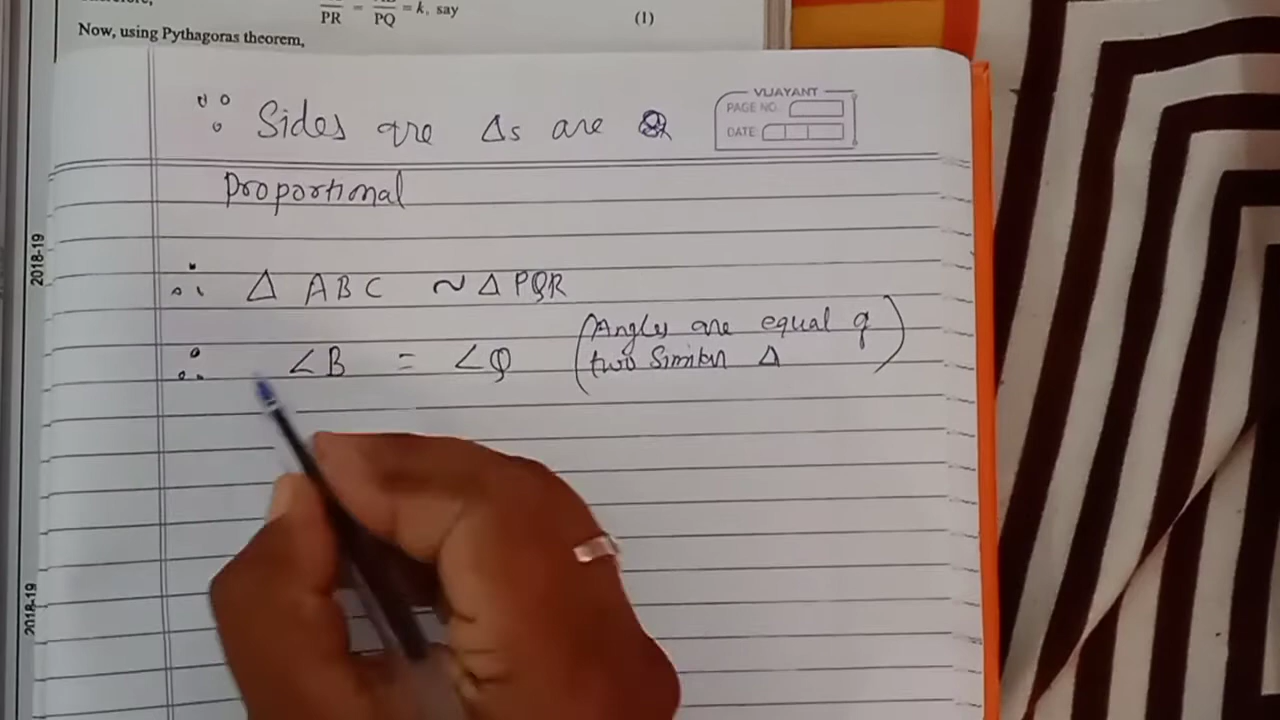 PR PQ = k, say (1)
Now, using Pythagoras theorem,
VIJAYANT
PAGE NO.
DATE
∵ Sides are Δs are
Proportional
∴ Δ ABC ~ Δ PQR
∴ ∠B = ∠Q (Angles are equal of
two Similar Δ)
2018-19
2018-19